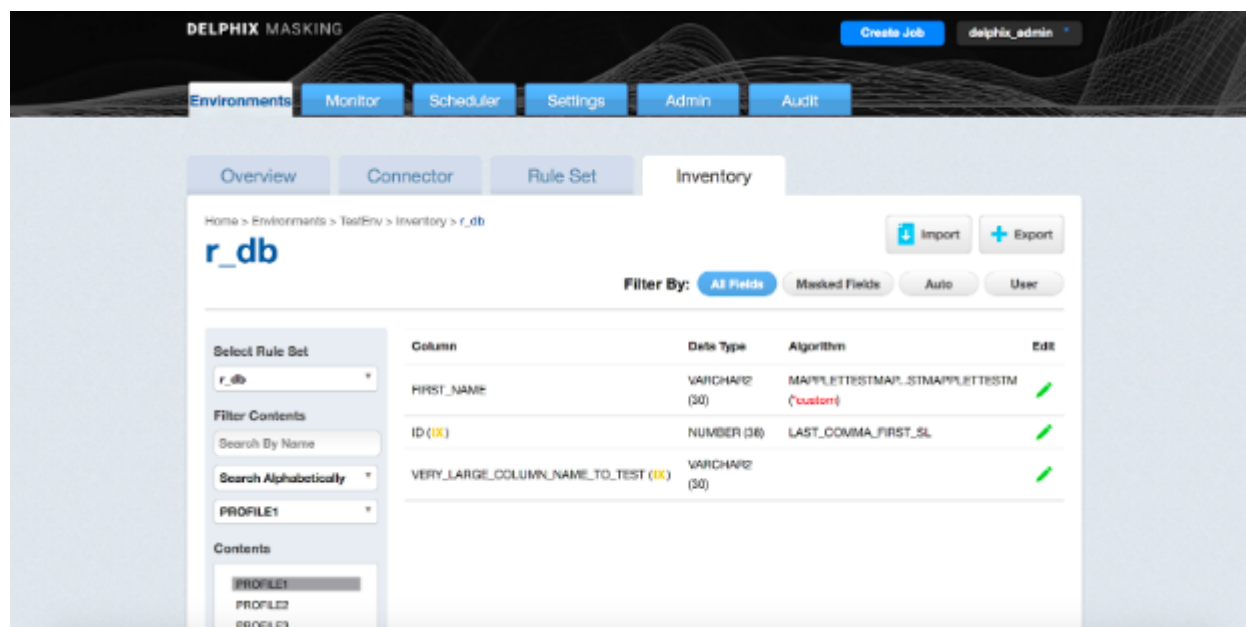 DELPHIX MASKING
Create Job
delphix_admin
Environments Monitor Scheduler Settings Admin Audit
Overview Connector Rule Set Inventory
Home > Environments > TestEnv > Inventory > r_db
r_db
Import Export
Filter By: All Fields Masked Fields Auto User
Select Rule Set
r_db
Filter Contents
Search By Name
Search Alphabetically
PROFILE1
Contents
PROFILE1
PROFILE2
PROFILE3
Column Data Type Algorithm Edit
FIRST_NAME VARCHAR2 MAPPLETTESTMAP...STMAPPLETTESTM
(30) (*custom)
ID (IX) NUMBER (38) LAST_COMMA_FIRST_SL
VERY_LARGE_COLUMN_NAME_TO_TEST (IX) VARCHAR2
(30)